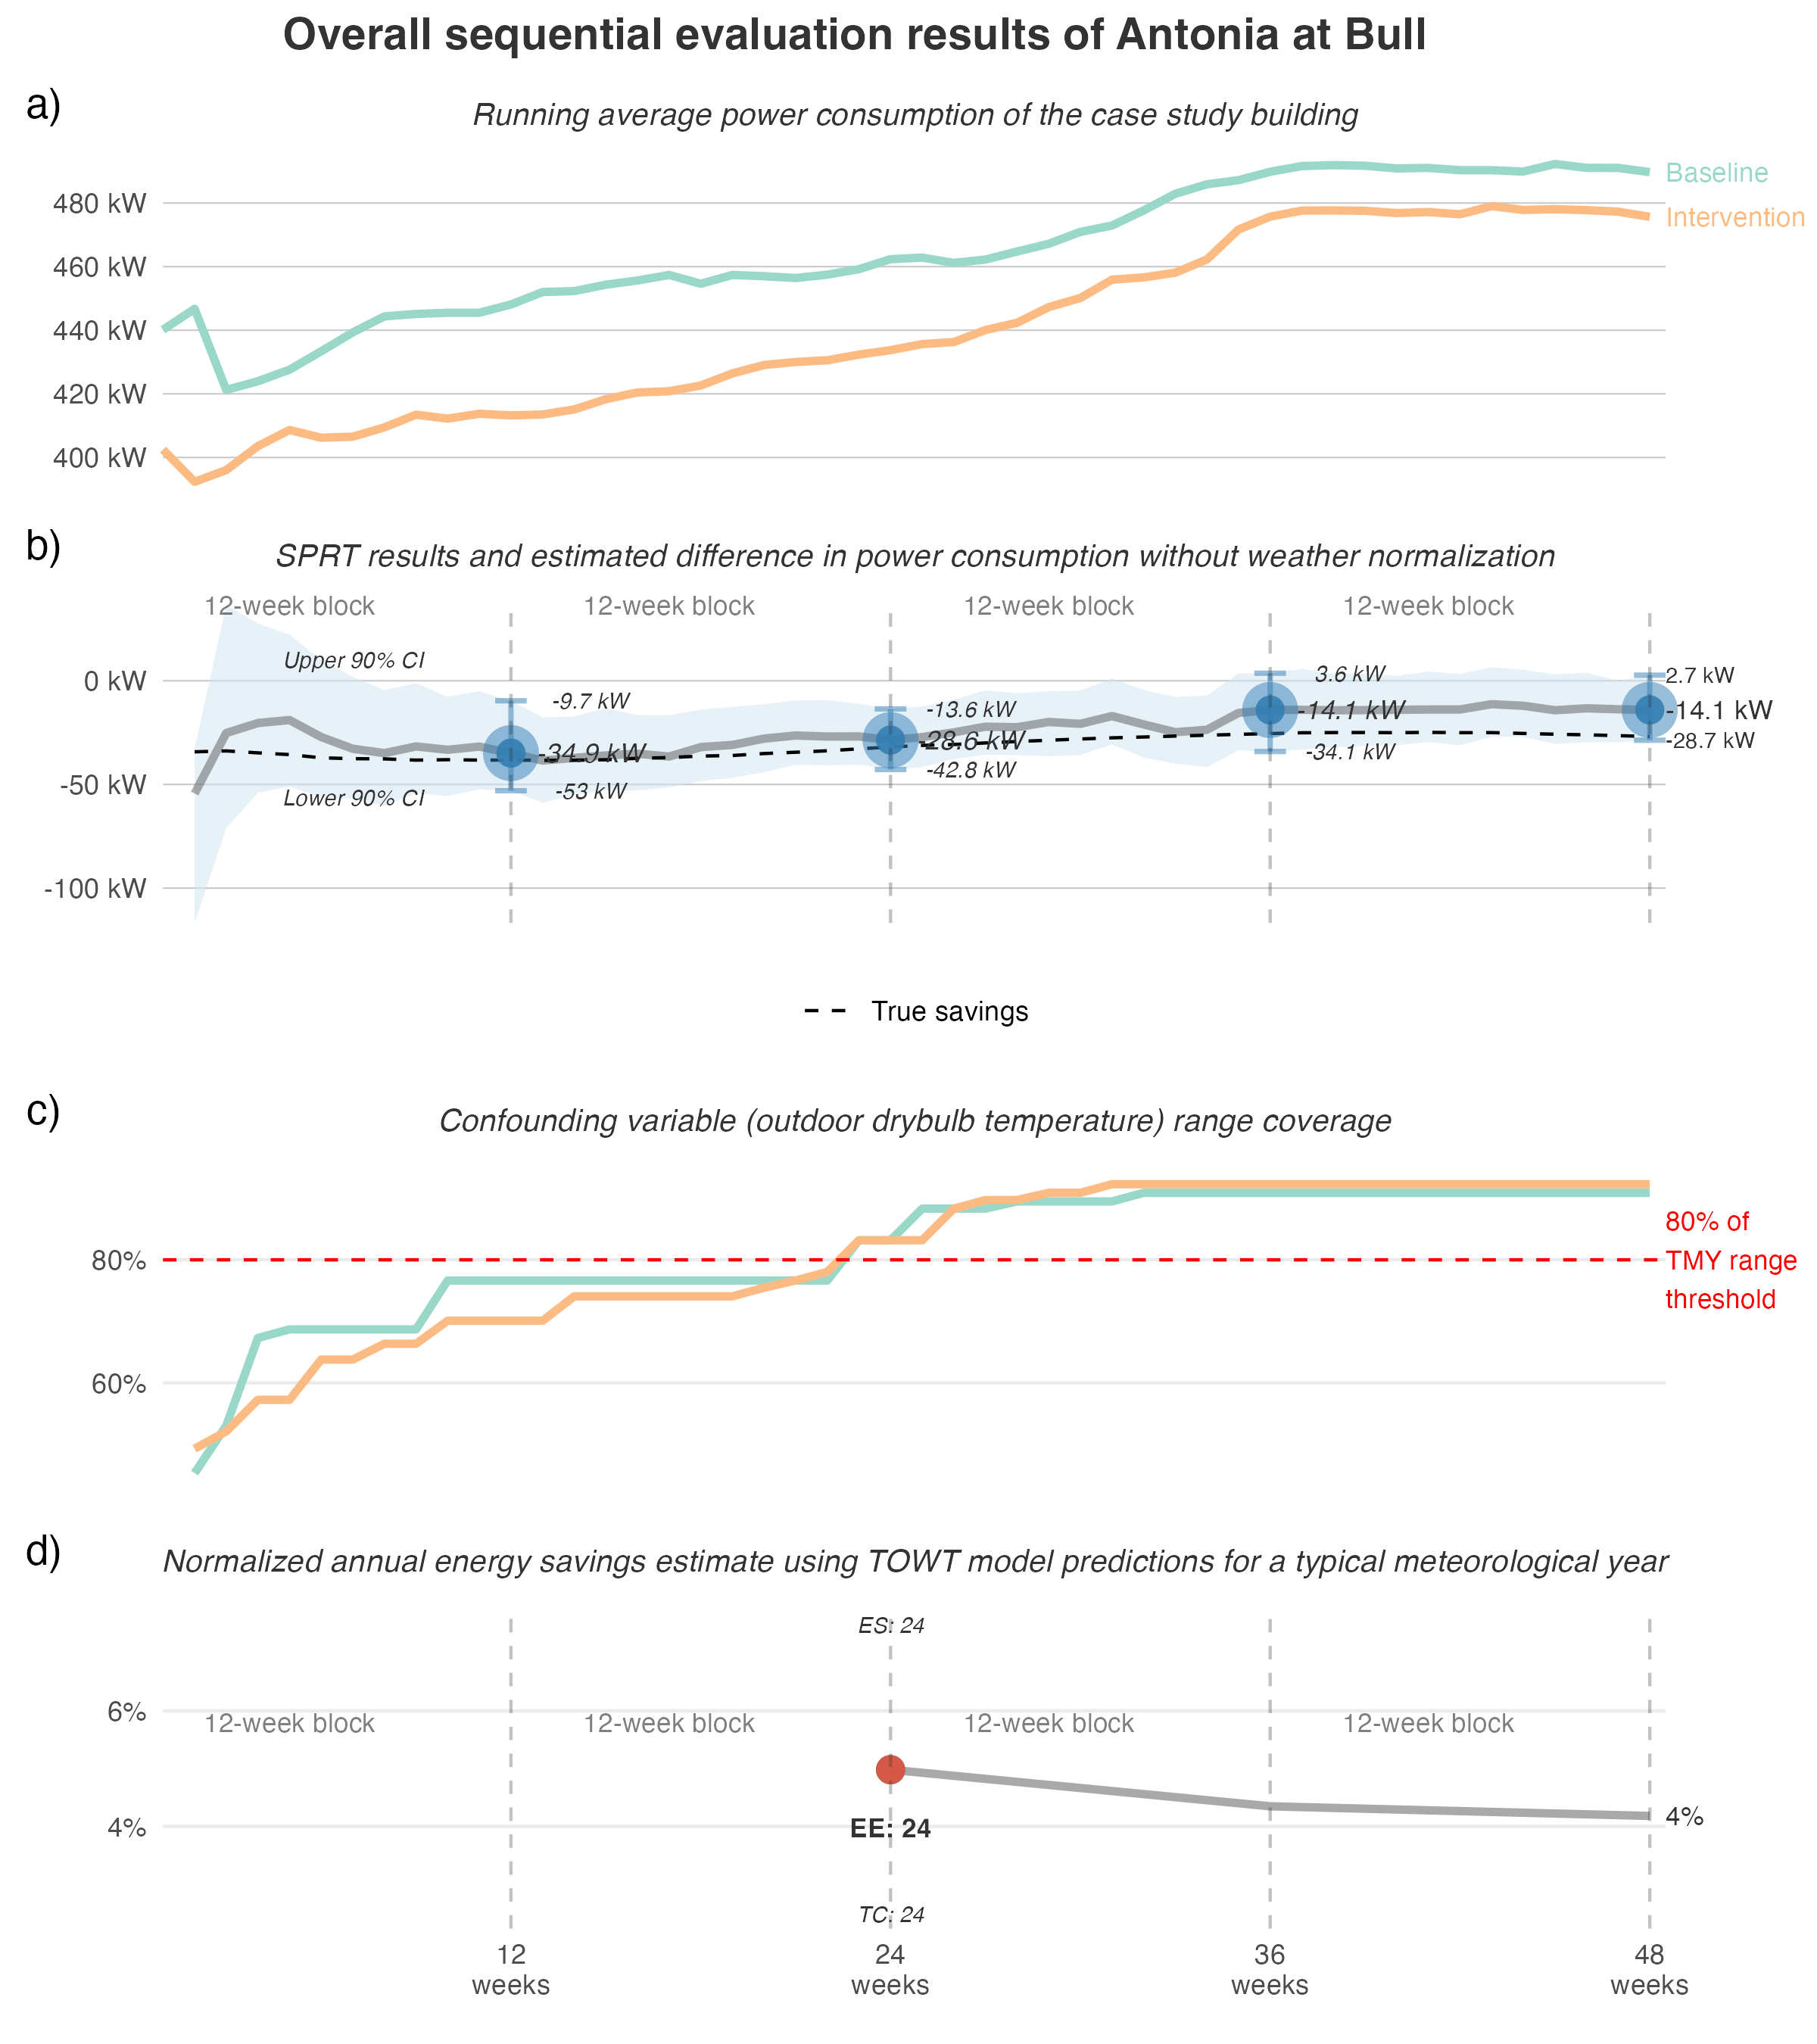 Overall sequential evaluation results of Antonia at Bull
a)
Running average power consumption of the case study building
480 kW
460 kW
440 kW
420 kW
400 kW
Baseline
Intervention
b)
SPRT results and estimated difference in power consumption without weather normalization
12-week block
12-week block
12-week block
12-week block
0 kW
-50 kW
-100 kW
Upper 90% CI
Lower 90% CI
-9.7 kW
-34.9 kW
-53 kW
-13.6 kW
-28.6 kW
-42.8 kW
3.6 kW
-14.1 kW
-34.1 kW
2.7 kW
-14.1 kW
-28.7 kW
True savings
c)
Confounding variable (outdoor drybulb temperature) range coverage
80%
60%
80% of
TMY range
threshold
d)
Normalized annual energy savings estimate using TOWT model predictions for a typical meteorological year
ES: 24
6%
12-week block
12-week block
12-week block
12-week block
4%
EE: 24
4%
TC: 24
12
weeks
24
weeks
36
weeks
48
weeks